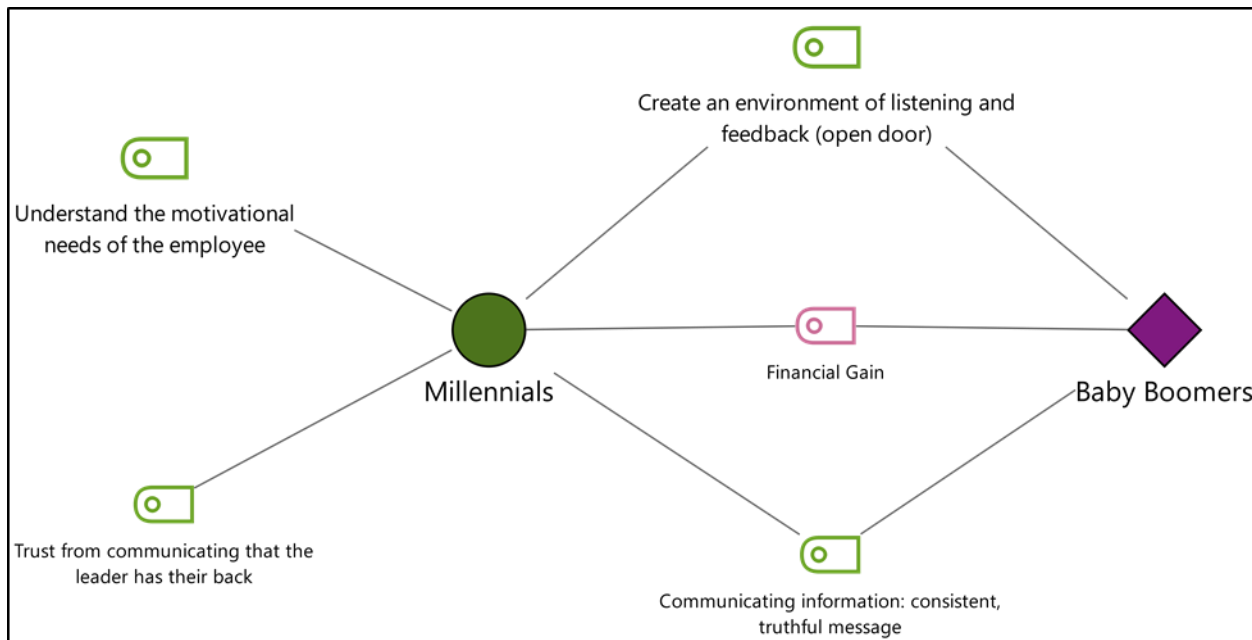 Create an environment of listening and
feedback (open door)
Understand the motivational
needs of the employee
Financial Gain
Millennials
Baby Boomers
Trust from communicating that the
leader has their back
Communicating information: consistent,
truthful message